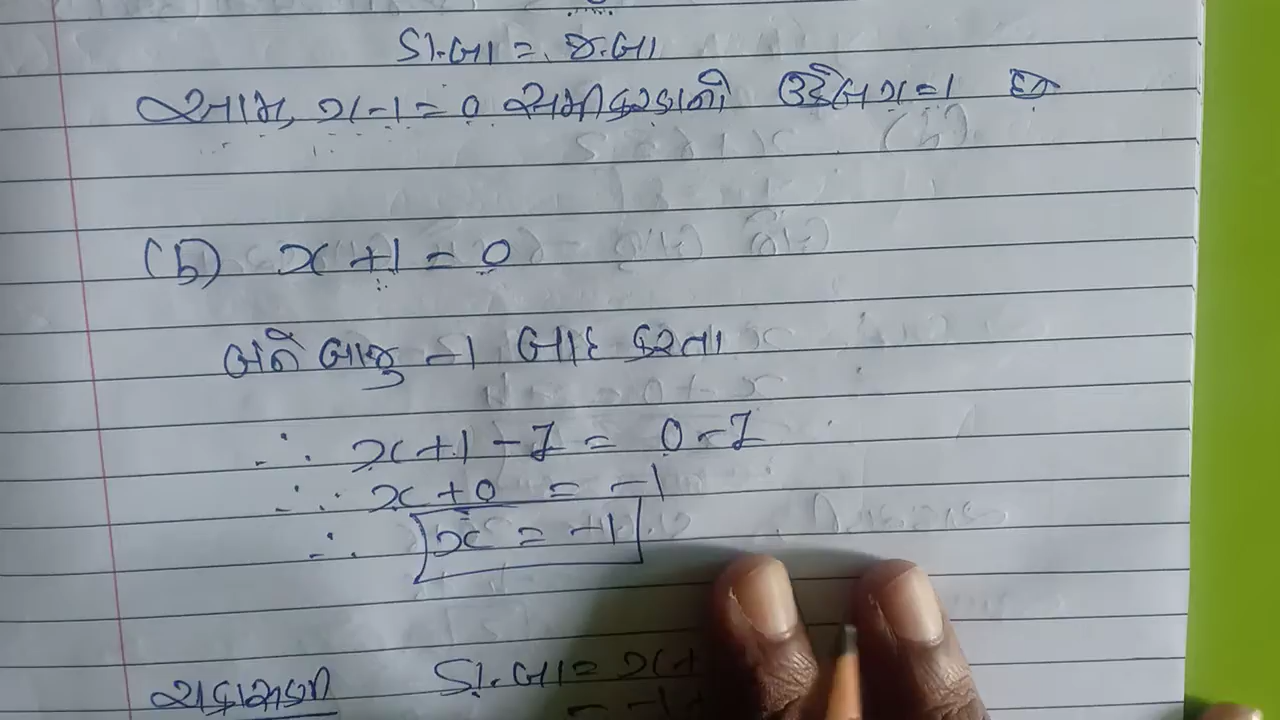 ડા.બા = જ.બા
આમ, x-1 = 0 સમીકરણનો ઉકેલ x = 1 છે
(b) x + 1 = 0
બંને બાજુ -1 બાદ કરતા
∴ x + 1 - 1 = 0 - 1
∴ x + 0 = -1
∴ x = -1
ચકાસણી ડા.બા = x +
= -1 +